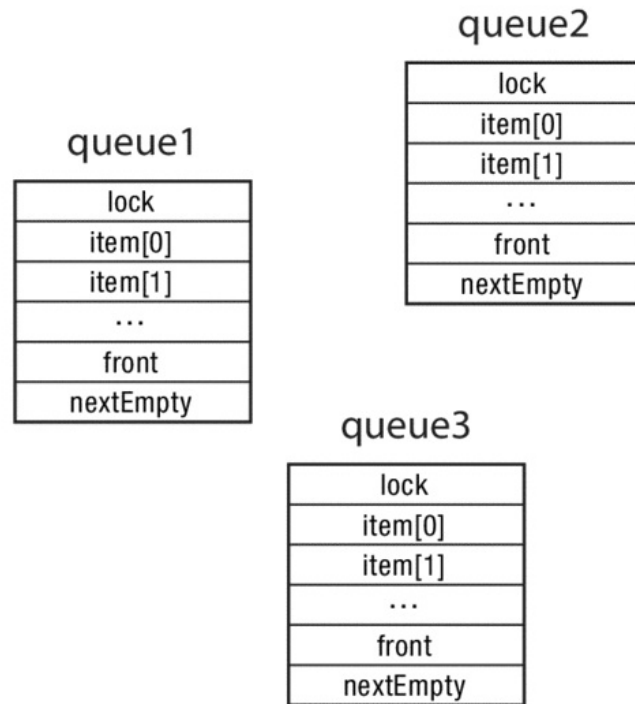 queue1
lock
item[0]
item[1]
...
front
nextEmpty
queue2
lock
item[0]
item[1]
...
front
nextEmpty
queue3
lock
item[0]
item[1]
...
front
nextEmpty